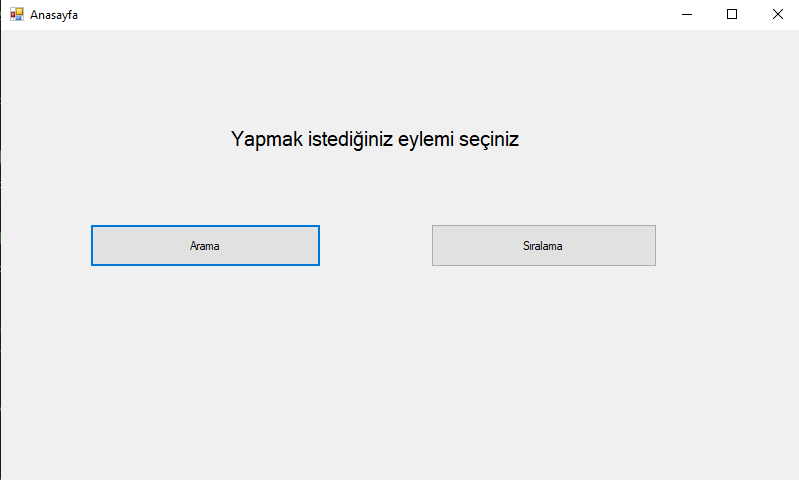 Anasayfa
Yapmak istediğiniz eylemi seçiniz
Arama
Sıralama